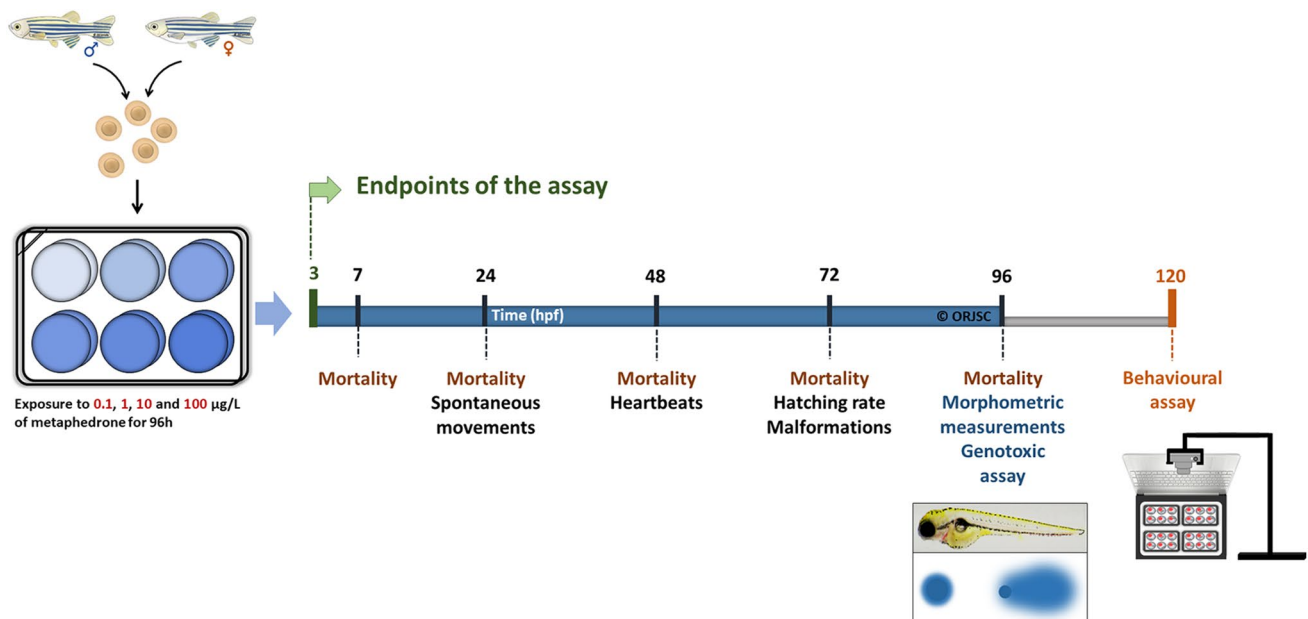 ♂
♀
Exposure to 0.1, 1, 10 and 100 µg/L
of metaphedrone for 96h
Endpoints of the assay
3
7
24
48
72
96
120
Time (hpf)
© ORJSC
Mortality
Mortality
Spontaneous
movements
Mortality
Heartbeats
Mortality
Hatching rate
Malformations
Mortality
Morphometric
measurements
Genotoxic
assay
Behavioural
assay